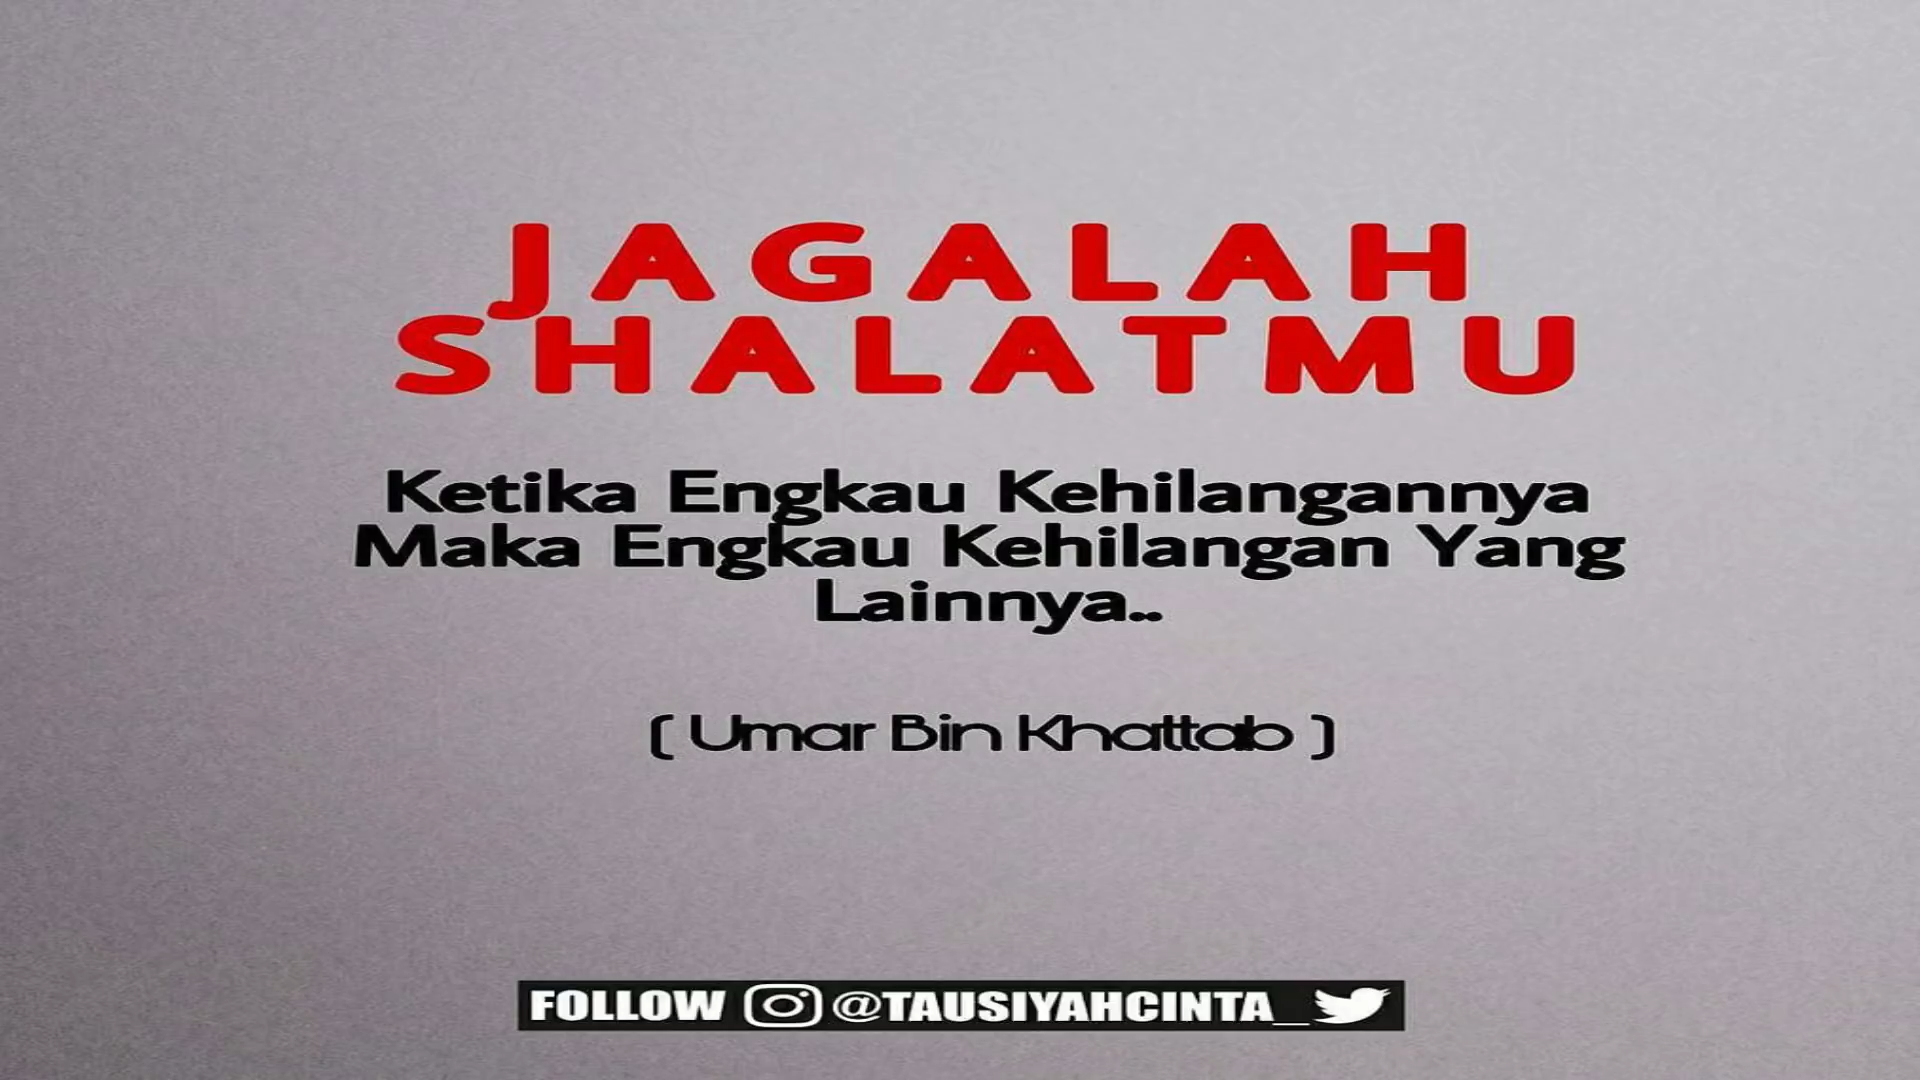 JAGALAH
SHALATMU
Ketika Engkau Kehilangannya
Maka Engkau Kehilangan Yang
Lainnya..
( Umar Bin Khattab )
FOLLOW @TAUSIYAHCINTA_